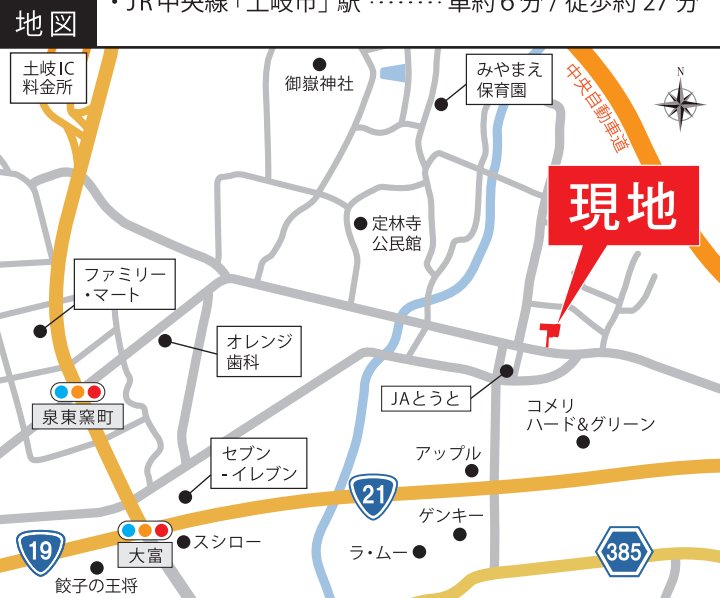 ・JR中央線「土岐市」駅 ‥‥‥‥ 車約6分 / 徒歩約27分
地図
土岐IC
料金所
御嶽神社
みやまえ
保育園
中央自動車道
N
現地
定林寺
公民館
ファミリー
・マート
オレンジ
歯科
JAとうと
コメリ
ハード&グリーン
泉東窯町
セブン
-イレブン
アップル
21
ゲンキー
19
大富
スシロー
ラ・ムー
385
餃子の王将